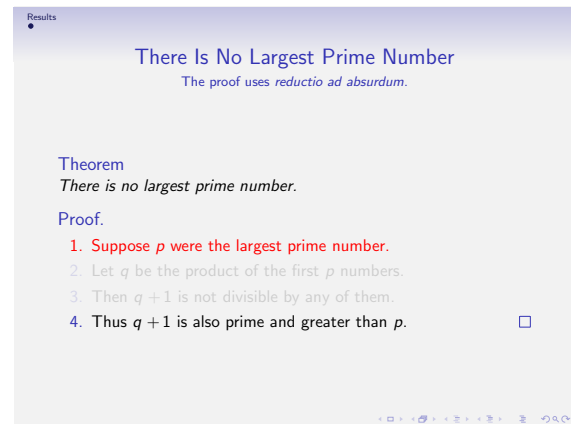 Results
There Is No Largest Prime Number
The proof uses reductio ad absurdum.
Theorem
There is no largest prime number.
Proof.
1. Suppose p were the largest prime number.
2. Let q be the product of the first p numbers.
3. Then q + 1 is not divisible by any of them.
4. Thus q + 1 is also prime and greater than p.